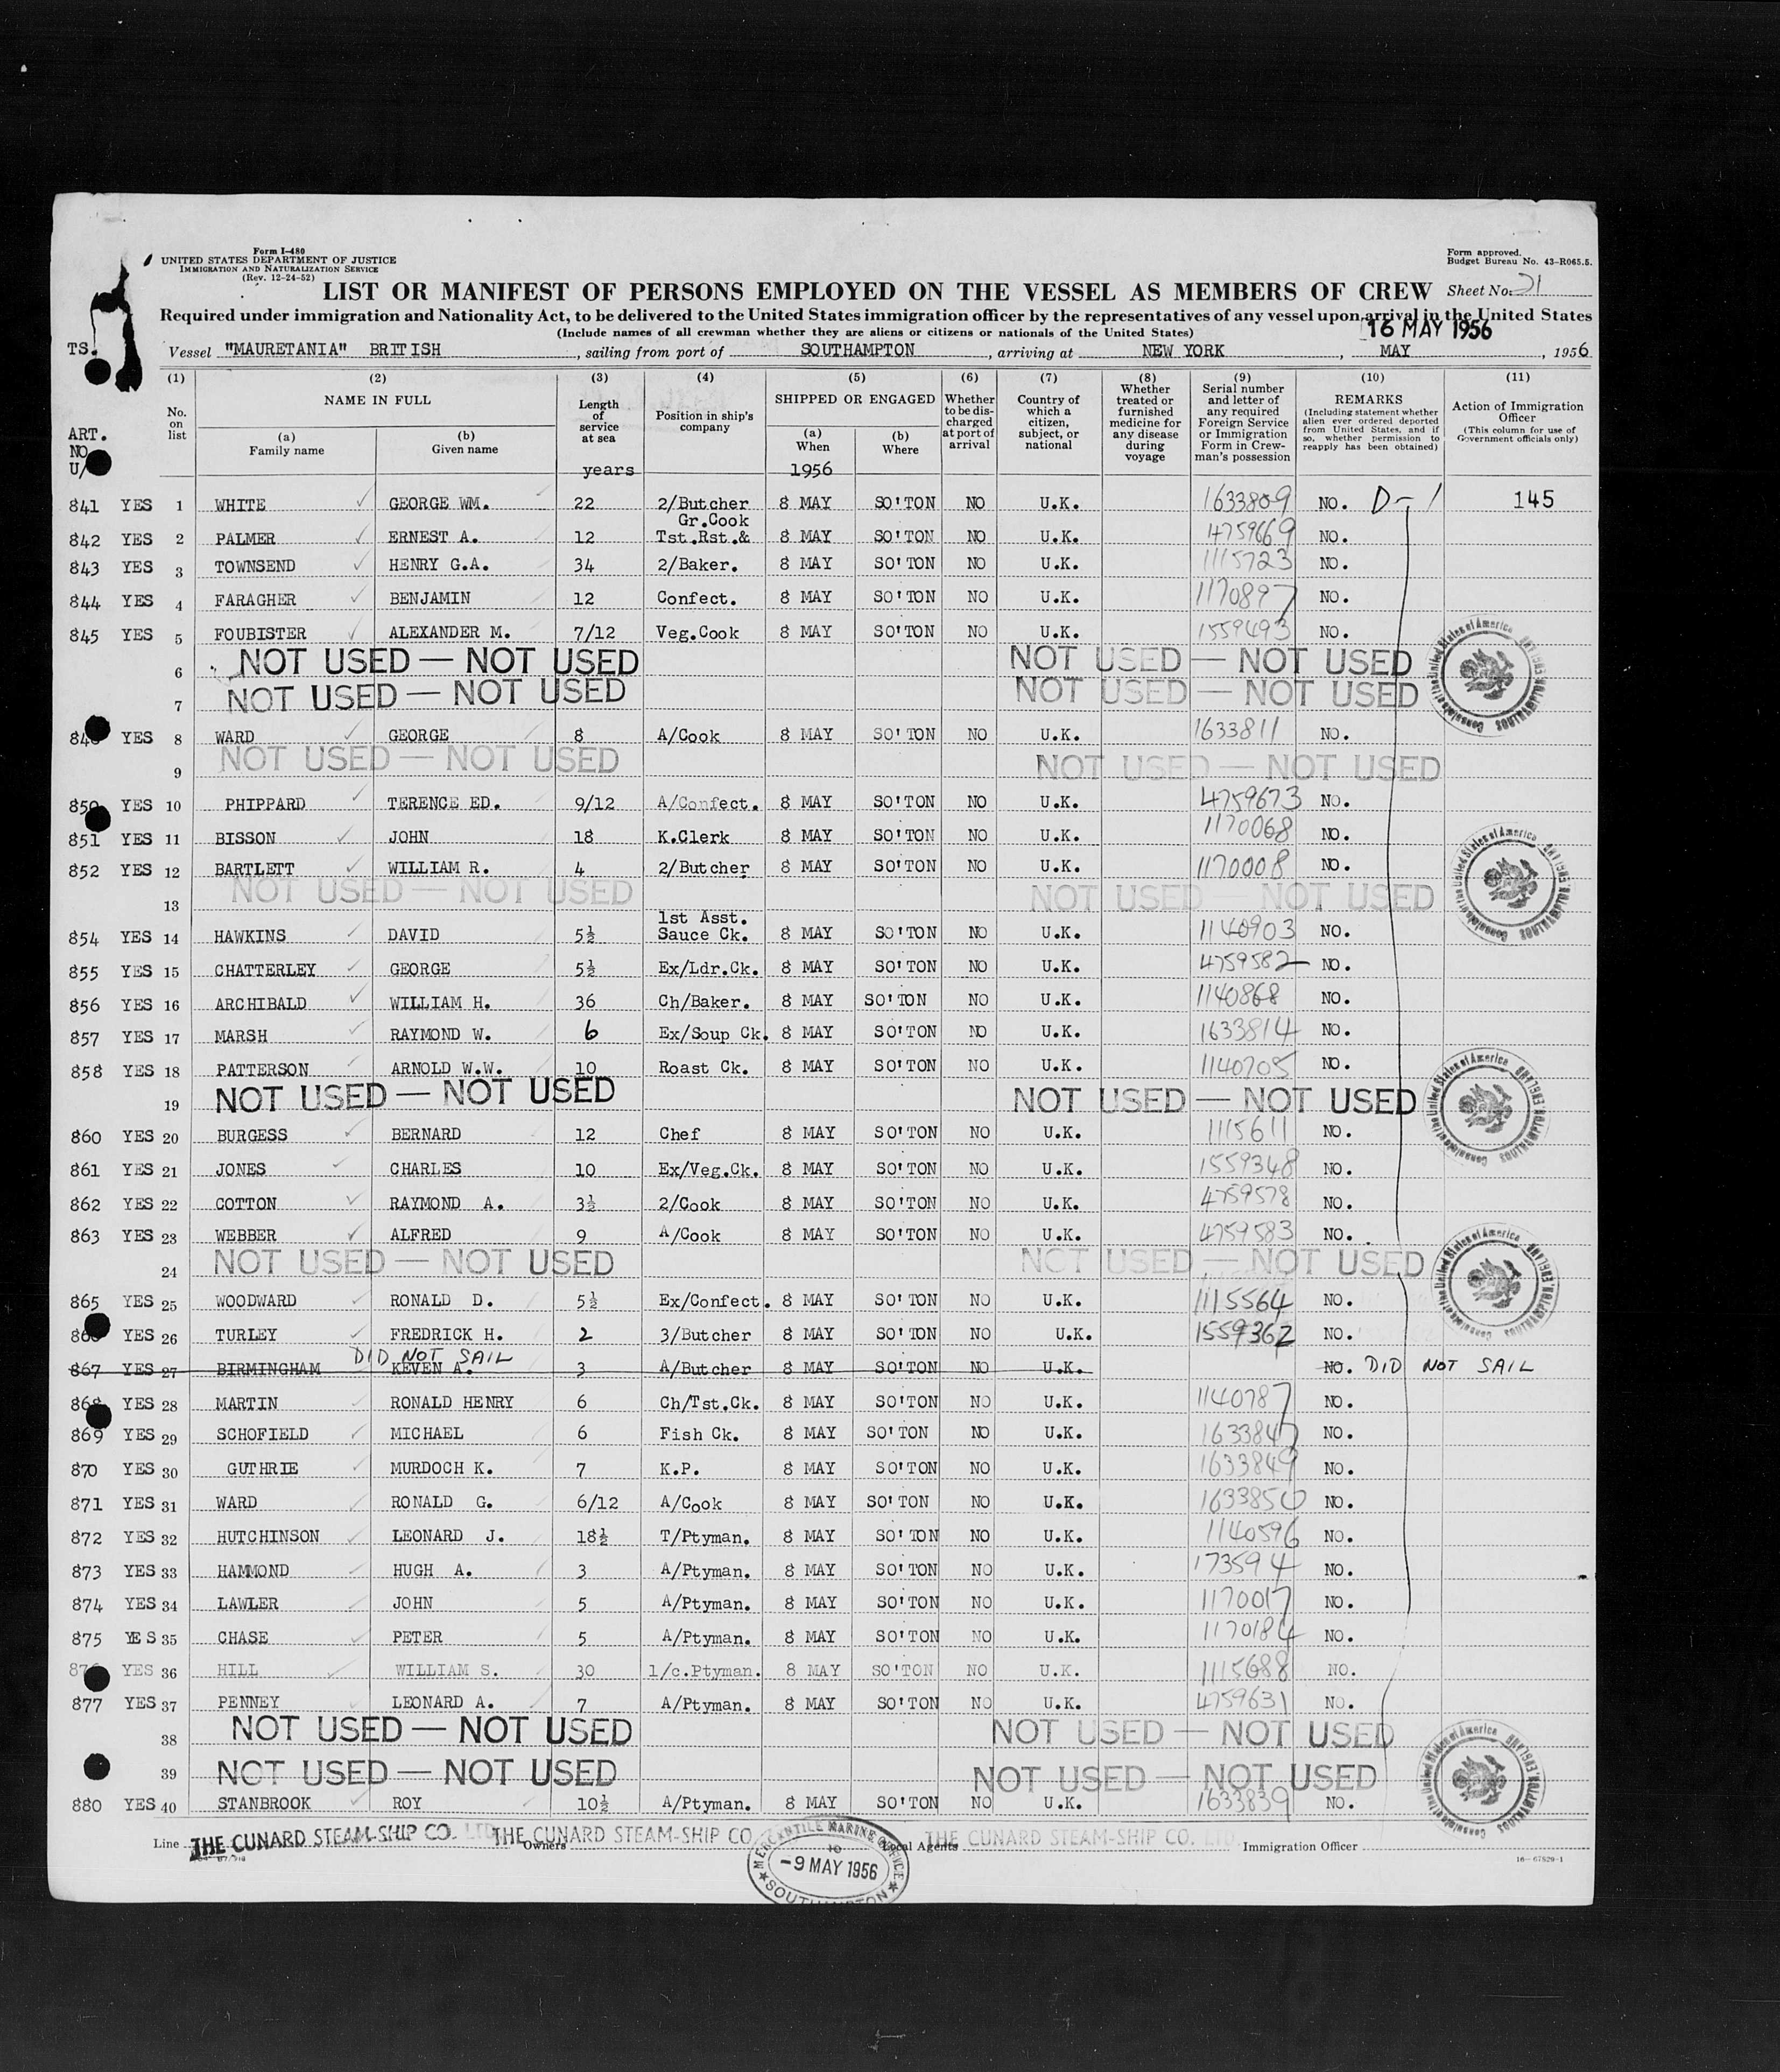 Form I-480
UNITED STATES DEPARTMENT OF JUSTICE
IMMIGRATION AND NATURALIZATION SERVICE
(Rev. 12-24-52)
Form approved.
Budget Bureau No. 43-R065.5.
LIST OR MANIFEST OF PERSONS EMPLOYED ON THE VESSEL AS MEMBERS OF CREW Sheet No. 21
Required under immigration and Nationality Act, to be delivered to the United States immigration officer by the representatives of any vessel upon arrival in the United States
(Include names of all crewman whether they are aliens or citizens or nationals of the United States)
16 MAY 1956
TS. Vessel "MAURETANIA" BRITISH, sailing from port of SOUTHAMPTON, arriving at NEW YORK, MAY, 1956
(1) (2) (3) (4) (5) (6) (7) (8) (9) (10) (11)
No. on list
NAME IN FULL
(a) Family name
(b) Given name
Length of service at sea
years
Position in ship's company
SHIPPED OR ENGAGED
(a) When
1956
(b) Where
Whether to be discharged at port of arrival
Country of which a citizen, subject, or national
Whether treated or furnished medicine for any disease during voyage
Serial number and letter of any required Foreign Service or Immigration Form in Crewman's possession
REMARKS
(Including statement whether alien ever ordered deported from United States, and if so, whether permission to reapply has been obtained)
Action of Immigration Officer
(This column for use of Government officials only)
ART.
NO
U/
841 YES 1 WHITE GEORGE WM. 22 2/Butcher 8 MAY SO'TON NO U.K. 1633809 NO. D-1 145
842 YES 2 PALMER ERNEST A. 12 Gr.Cook Tst.Rst.& 8 MAY SO'TON NO U.K. 4759669 NO.
843 YES 3 TOWNSEND HENRY G.A. 34 2/Baker. 8 MAY SO'TON NO U.K. 1115723 NO.
844 YES 4 FARAGHER BENJAMIN 12 Confect. 8 MAY SO'TON NO U.K. 1170897 NO.
845 YES 5 FOUBISTER ALEXANDER M. 7/12 Veg.Cook 8 MAY SO'TON NO U.K. 1559493 NO.
6 NOT USED — NOT USED NOT USED — NOT USED
7 NOT USED — NOT USED NOT USED — NOT USED
YES 8 WARD GEORGE 8 A/Cook 8 MAY SO'TON NO U.K. 1633811 NO.
9 NOT USED — NOT USED NOT USED — NOT USED
850 YES 10 PHIPPARD TERENCE ED. 9/12 A/Confect. 8 MAY SO'TON NO U.K. 4759673 NO.
851 YES 11 BISSON JOHN 18 K.Clerk 8 MAY SO'TON NO U.K. 1170068 NO.
852 YES 12 BARTLETT WILLIAM R. 4 2/Butcher 8 MAY SO'TON NO U.K. 1170008 NO.
13 NOT USED — NOT USED NOT USED — NOT USED
854 YES 14 HAWKINS DAVID 5½ 1st Asst. Sauce Ck. 8 MAY SO'TON NO U.K. 1140903 NO.
855 YES 15 CHATTERLEY GEORGE 5½ Ex/Ldr.Ck. 8 MAY SO'TON NO U.K. 4759582 NO.
856 YES 16 ARCHIBALD WILLIAM H. 36 Ch/Baker. 8 MAY SO'TON NO U.K. 1140868 NO.
857 YES 17 MARSH RAYMOND W. 6 Ex/Soup Ck. 8 MAY SO'TON NO U.K. 1633814 NO.
858 YES 18 PATTERSON ARNOLD W.W. 10 Roast Ck. 8 MAY SO'TON NO U.K. 1140705 NO.
19 NOT USED — NOT USED NOT USED — NOT USED
860 YES 20 BURGESS BERNARD 12 Chef 8 MAY SO'TON NO U.K. 1115611 NO.
861 YES 21 JONES CHARLES 10 Ex/Veg.Ck. 8 MAY SO'TON NO U.K. 1559348 NO.
862 YES 22 COTTON RAYMOND A. 3½ 2/Cook 8 MAY SO'TON NO U.K. 4759578 NO.
863 YES 23 WEBBER ALFRED 9 A/Cook 8 MAY SO'TON NO U.K. 4759583 NO.
24 NOT USED — NOT USED NOT USED — NOT USED
865 YES 25 WOODWARD RONALD D. 5½ Ex/Confect. 8 MAY SO'TON NO U.K. 1115564 NO.
YES 26 TURLEY FREDRICK H. 2 3/Butcher 8 MAY SO'TON NO U.K. 1559362 NO.
DID NOT SAIL
867 YES 27 BIRMINGHAM KEVEN A. 3 A/Butcher 8 MAY SO'TON NO U.K. NO. DID NOT SAIL
868 YES 28 MARTIN RONALD HENRY 6 Ch/Tst.Ck. 8 MAY SO'TON NO U.K. 1140787 NO.
869 YES 29 SCHOFIELD MICHAEL 6 Fish Ck. 8 MAY SO'TON NO U.K. 1633847 NO.
870 YES 30 GUTHRIE MURDOCH K. 7 K.P. 8 MAY SO'TON NO U.K. 1633849 NO.
871 YES 31 WARD RONALD G. 6/12 A/Cook 8 MAY SO'TON NO U.K. 1633850 NO.
872 YES 32 HUTCHINSON LEONARD J. 18½ T/Ptyman. 8 MAY SO'TON NO U.K. 1140596 NO.
873 YES 33 HAMMOND HUGH A. 3 A/Ptyman. 8 MAY SO'TON NO U.K. 173594 NO.
874 YES 34 LAWLER JOHN 5 A/Ptyman. 8 MAY SO'TON NO U.K. 1170017 NO.
875 YES 35 CHASE PETER 5 A/Ptyman. 8 MAY SO'TON NO U.K. 1170184 NO.
YES 36 HILL WILLIAM S. 30 1/c.Ptyman. 8 MAY SO'TON NO U.K. 1115688 NO.
877 YES 37 PENNEY LEONARD A. 7 A/Ptyman. 8 MAY SO'TON NO U.K. 4759631 NO.
38 NOT USED — NOT USED NOT USED — NOT USED
39 NOT USED — NOT USED NOT USED — NOT USED
880 YES 40 STANBROOK ROY 10½ A/Ptyman. 8 MAY SO'TON NO U.K. 1633839 NO.
Line THE CUNARD STEAM-SHIP CO. LTD THE CUNARD STEAM-SHIP CO Owners Local Agents THE CUNARD STEAM-SHIP CO. LTD. Immigration Officer
MERCANTILE MARINE OFFICE
10
-9 MAY 1956
SOUTHAMPTON
16-67829-1